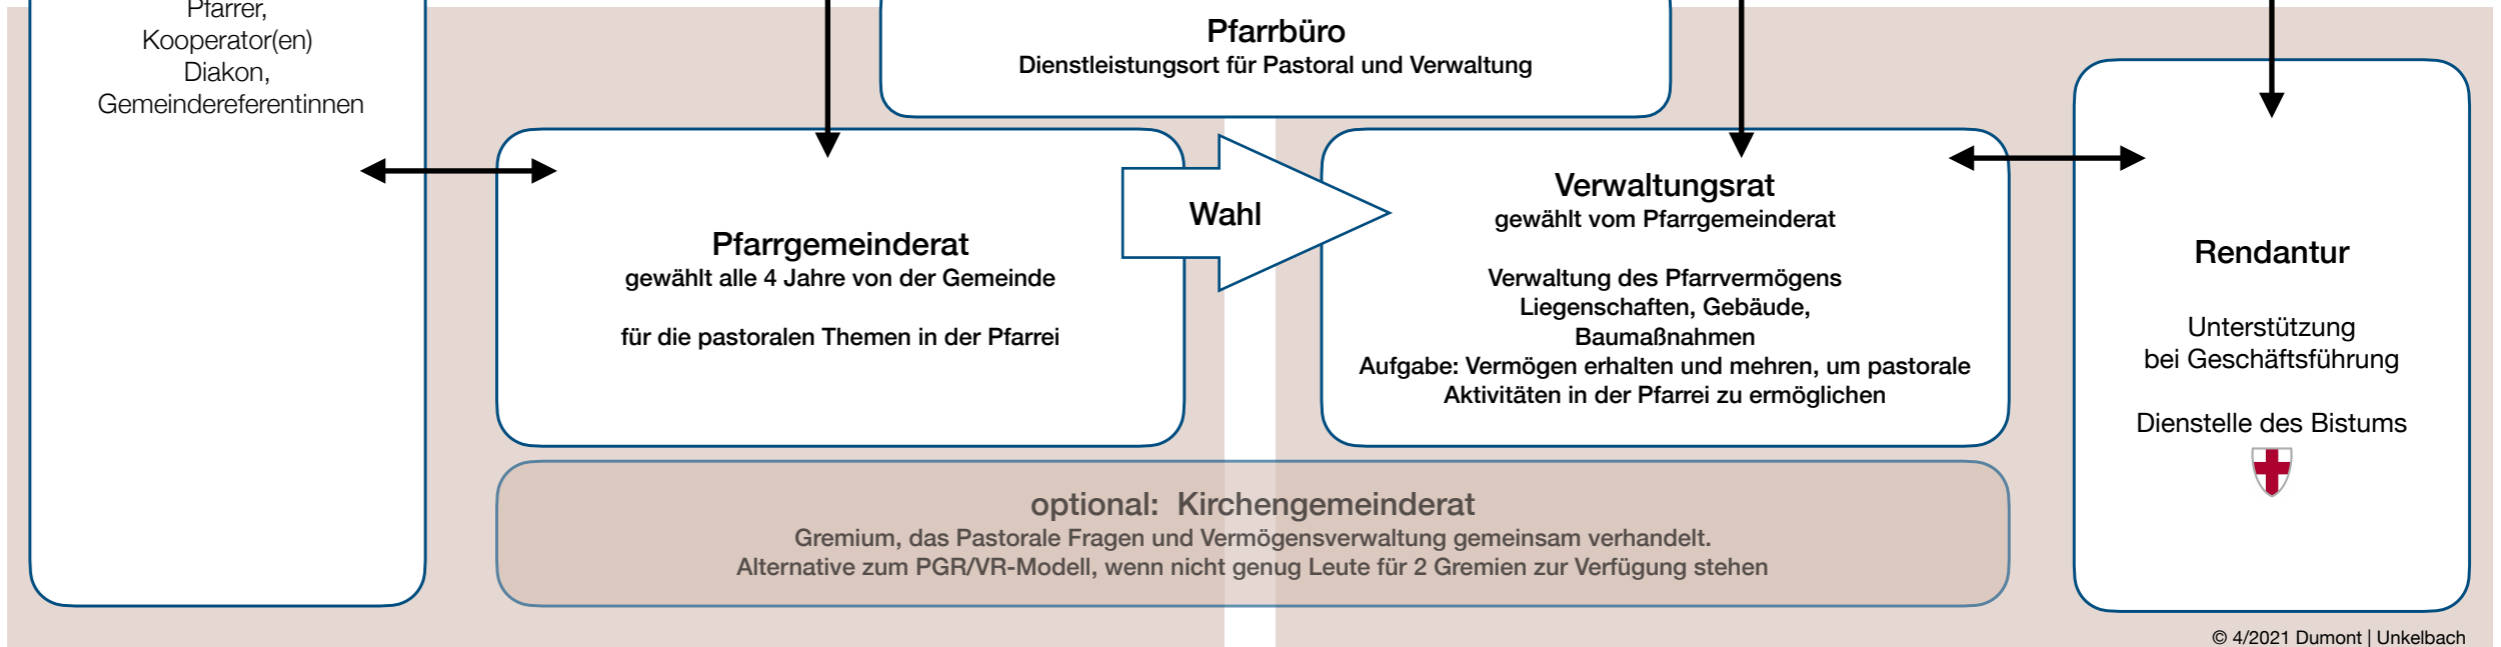 Pfarrer,
Kooperator(en)
Diakon,
Gemeindereferentinnen
Pfarrbüro
Dienstleistungsort für Pastoral und Verwaltung
Pfarrgemeinderat
gewählt alle 4 Jahre von der Gemeinde
für die pastoralen Themen in der Pfarrei
Wahl
Verwaltungsrat
gewählt vom Pfarrgemeinderat
Verwaltung des Pfarrvermögens
Liegenschaften, Gebäude,
Baumaßnahmen
Aufgabe: Vermögen erhalten und mehren, um pastorale
Aktivitäten in der Pfarrei zu ermöglichen
Rendantur
Unterstützung
bei Geschäftsführung
Dienstelle des Bistums
optional: Kirchengemeinderat
Gremium, das Pastorale Fragen und Vermögensverwaltung gemeinsam verhandelt.
Alternative zum PGR/VR-Modell, wenn nicht genug Leute für 2 Gremien zur Verfügung stehen
© 4/2021 Dumont | Unkelbach